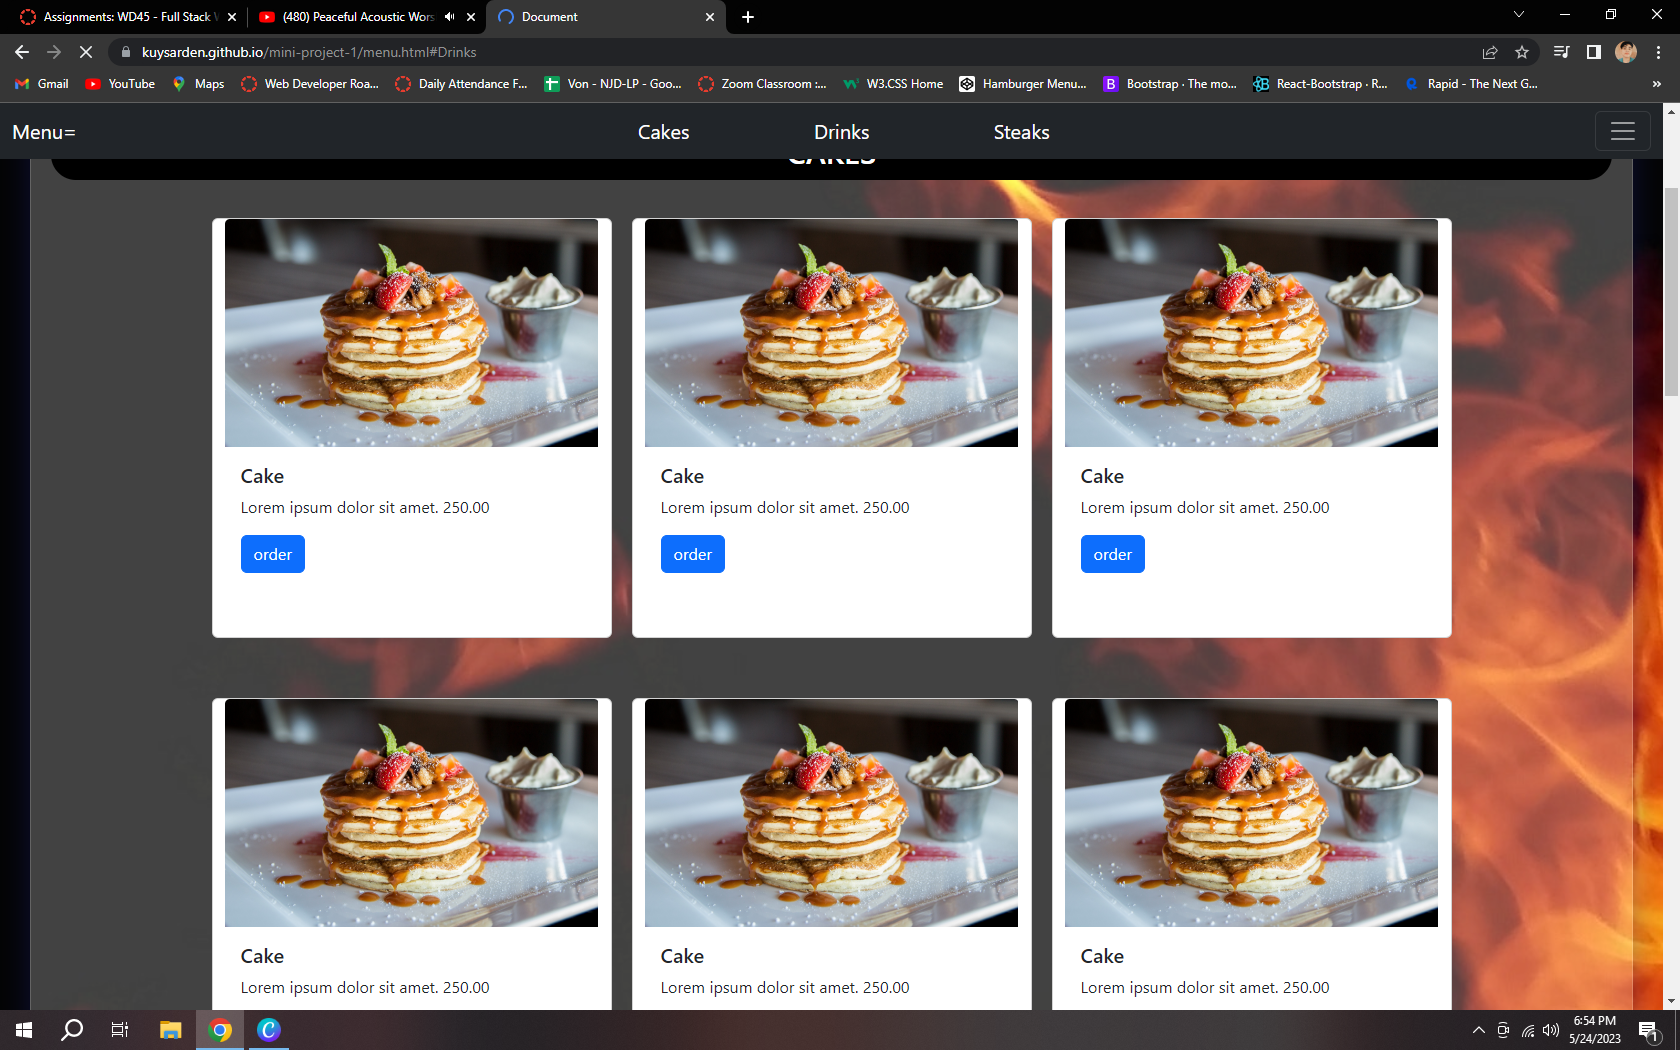 Assignments: WD45 - Full Stack W
(480) Peaceful Acoustic Wors
Document
kuysarden.github.io/mini-project-1/menu.html#Drinks
Gmail
YouTube
Maps
Web Developer Roa...
Daily Attendance F...
Von - NJD-LP - Goo...
Zoom Classroom :...
W3.CSS Home
Hamburger Menu...
Bootstrap · The mo...
React-Bootstrap · R...
Rapid - The Next G...
»
Menu=
Cakes
Drinks
Steaks
CAKES
Cake
Lorem ipsum dolor sit amet. 250.00
order
Cake
Lorem ipsum dolor sit amet. 250.00
order
Cake
Lorem ipsum dolor sit amet. 250.00
order
Cake
Lorem ipsum dolor sit amet. 250.00
Cake
Lorem ipsum dolor sit amet. 250.00
Cake
Lorem ipsum dolor sit amet. 250.00
6:54 PM
5/24/2023
1